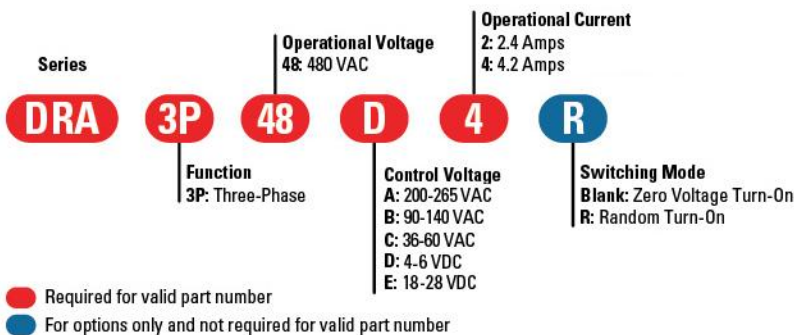 Operational Current
2: 2.4 Amps
4: 4.2 Amps
Operational Voltage
48: 480 VAC
Series
DRA 3P 48 D 4 R
Function
3P: Three-Phase
Control Voltage
A: 200-265 VAC
B: 90-140 VAC
C: 36-60 VAC
D: 4-6 VDC
E: 18-28 VDC
Switching Mode
Blank: Zero Voltage Turn-On
R: Random Turn-On
Required for valid part number
For options only and not required for valid part number